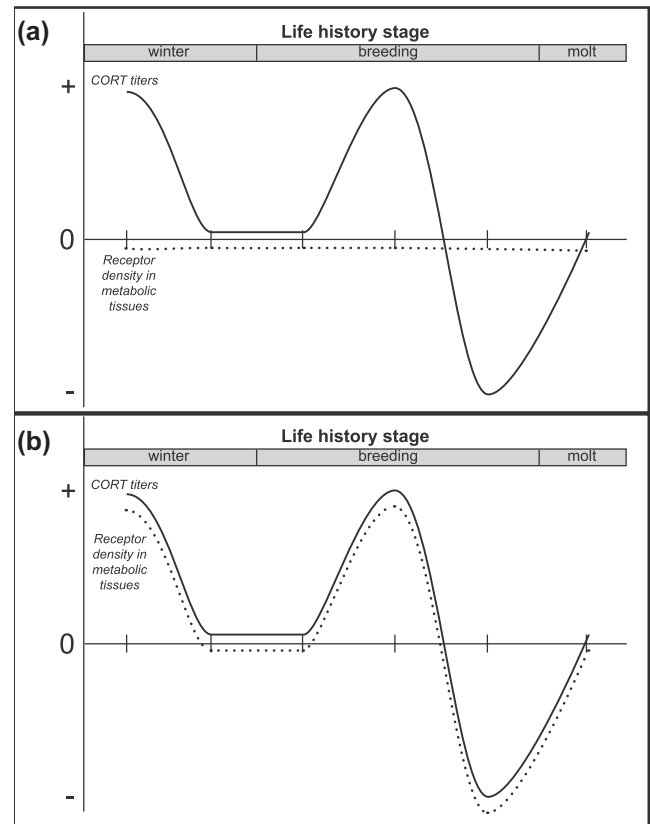 (a)
Life history stage
winter breeding molt
CORT titers
+
0
Receptor
density in
metabolic
tissues
-
(b)
Life history stage
winter breeding molt
CORT titers
+
Receptor
density in
metabolic
tissues
0
-